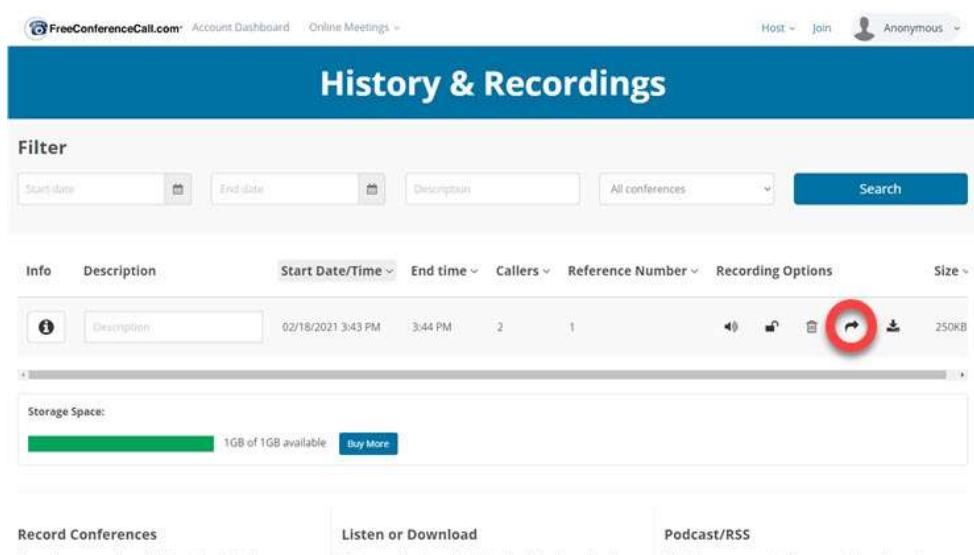 FreeConferenceCall.com Account Dashboard Online Meetings Host Join Anonymous
History & Recordings
Filter
Start date End date Description All conferences Search
Info Description Start Date/Time End time Callers Reference Number Recording Options Size
Description 02/18/2021 3:43 PM 3:44 PM 2 1 250KB
Storage Space:
1GB of 1GB available Buy More
Record Conferences Listen or Download Podcast/RSS